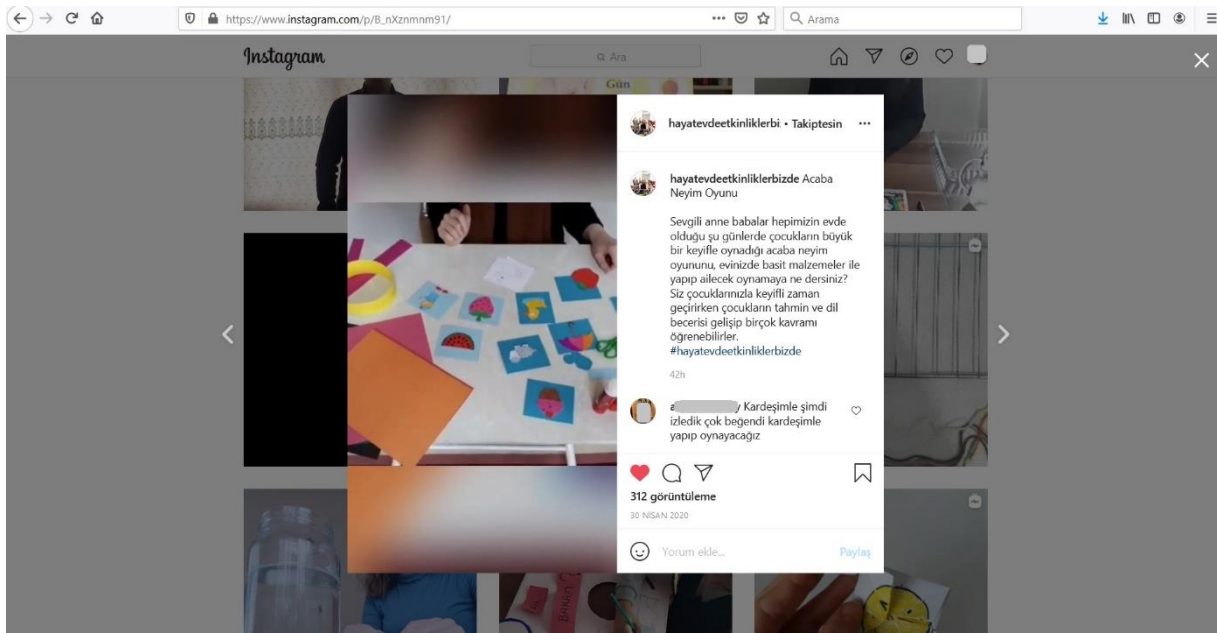 https://www.instagram.com/p/B_nXznmnm91/
Arama
Instagram
Ara
Gün
hayatevdeetkinliklerbi: • Takiptesin
hayatevdeetkinliklerbizde Acaba
Neyim Oyunu
Sevgili anne babalar hepimizin evde
olduğu şu günlerde çocukların büyük
bir keyifle oynadığı acaba neyim
oyununu, evinizde basit malzemeler ile
yapıp ailecek oynamaya ne dersiniz?
Siz çocuklarınızla keyifli zaman
geçirirken çocukların tahmin ve dil
becerisi gelişip birçok kavramı
öğrenebilirler.
#hayatevdeetkinliklerbizde
42h
Kardeşimle şimdi
izledik çok beğendi kardeşimle
yapıp oynayacağız
312 görüntüleme
30 NİSAN 2020
Yorum ekle...
Paylaş
BAKAN